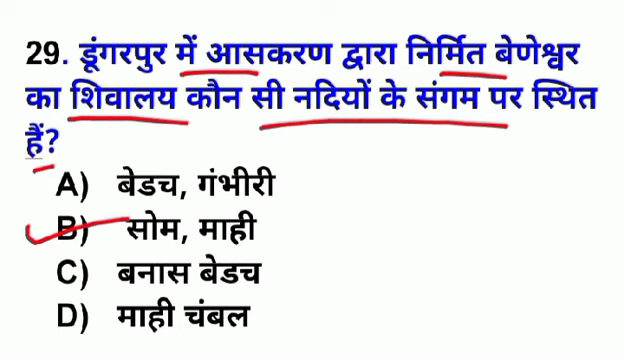 29. डूंगरपुर में आसकरण द्वारा निर्मित बेणेश्वर
का शिवालय कौन सी नदियों के संगम पर स्थित
हैं?
A) बेडच, गंभीरी
B) सोम, माही
C) बनास बेडच
D) माही चंबल